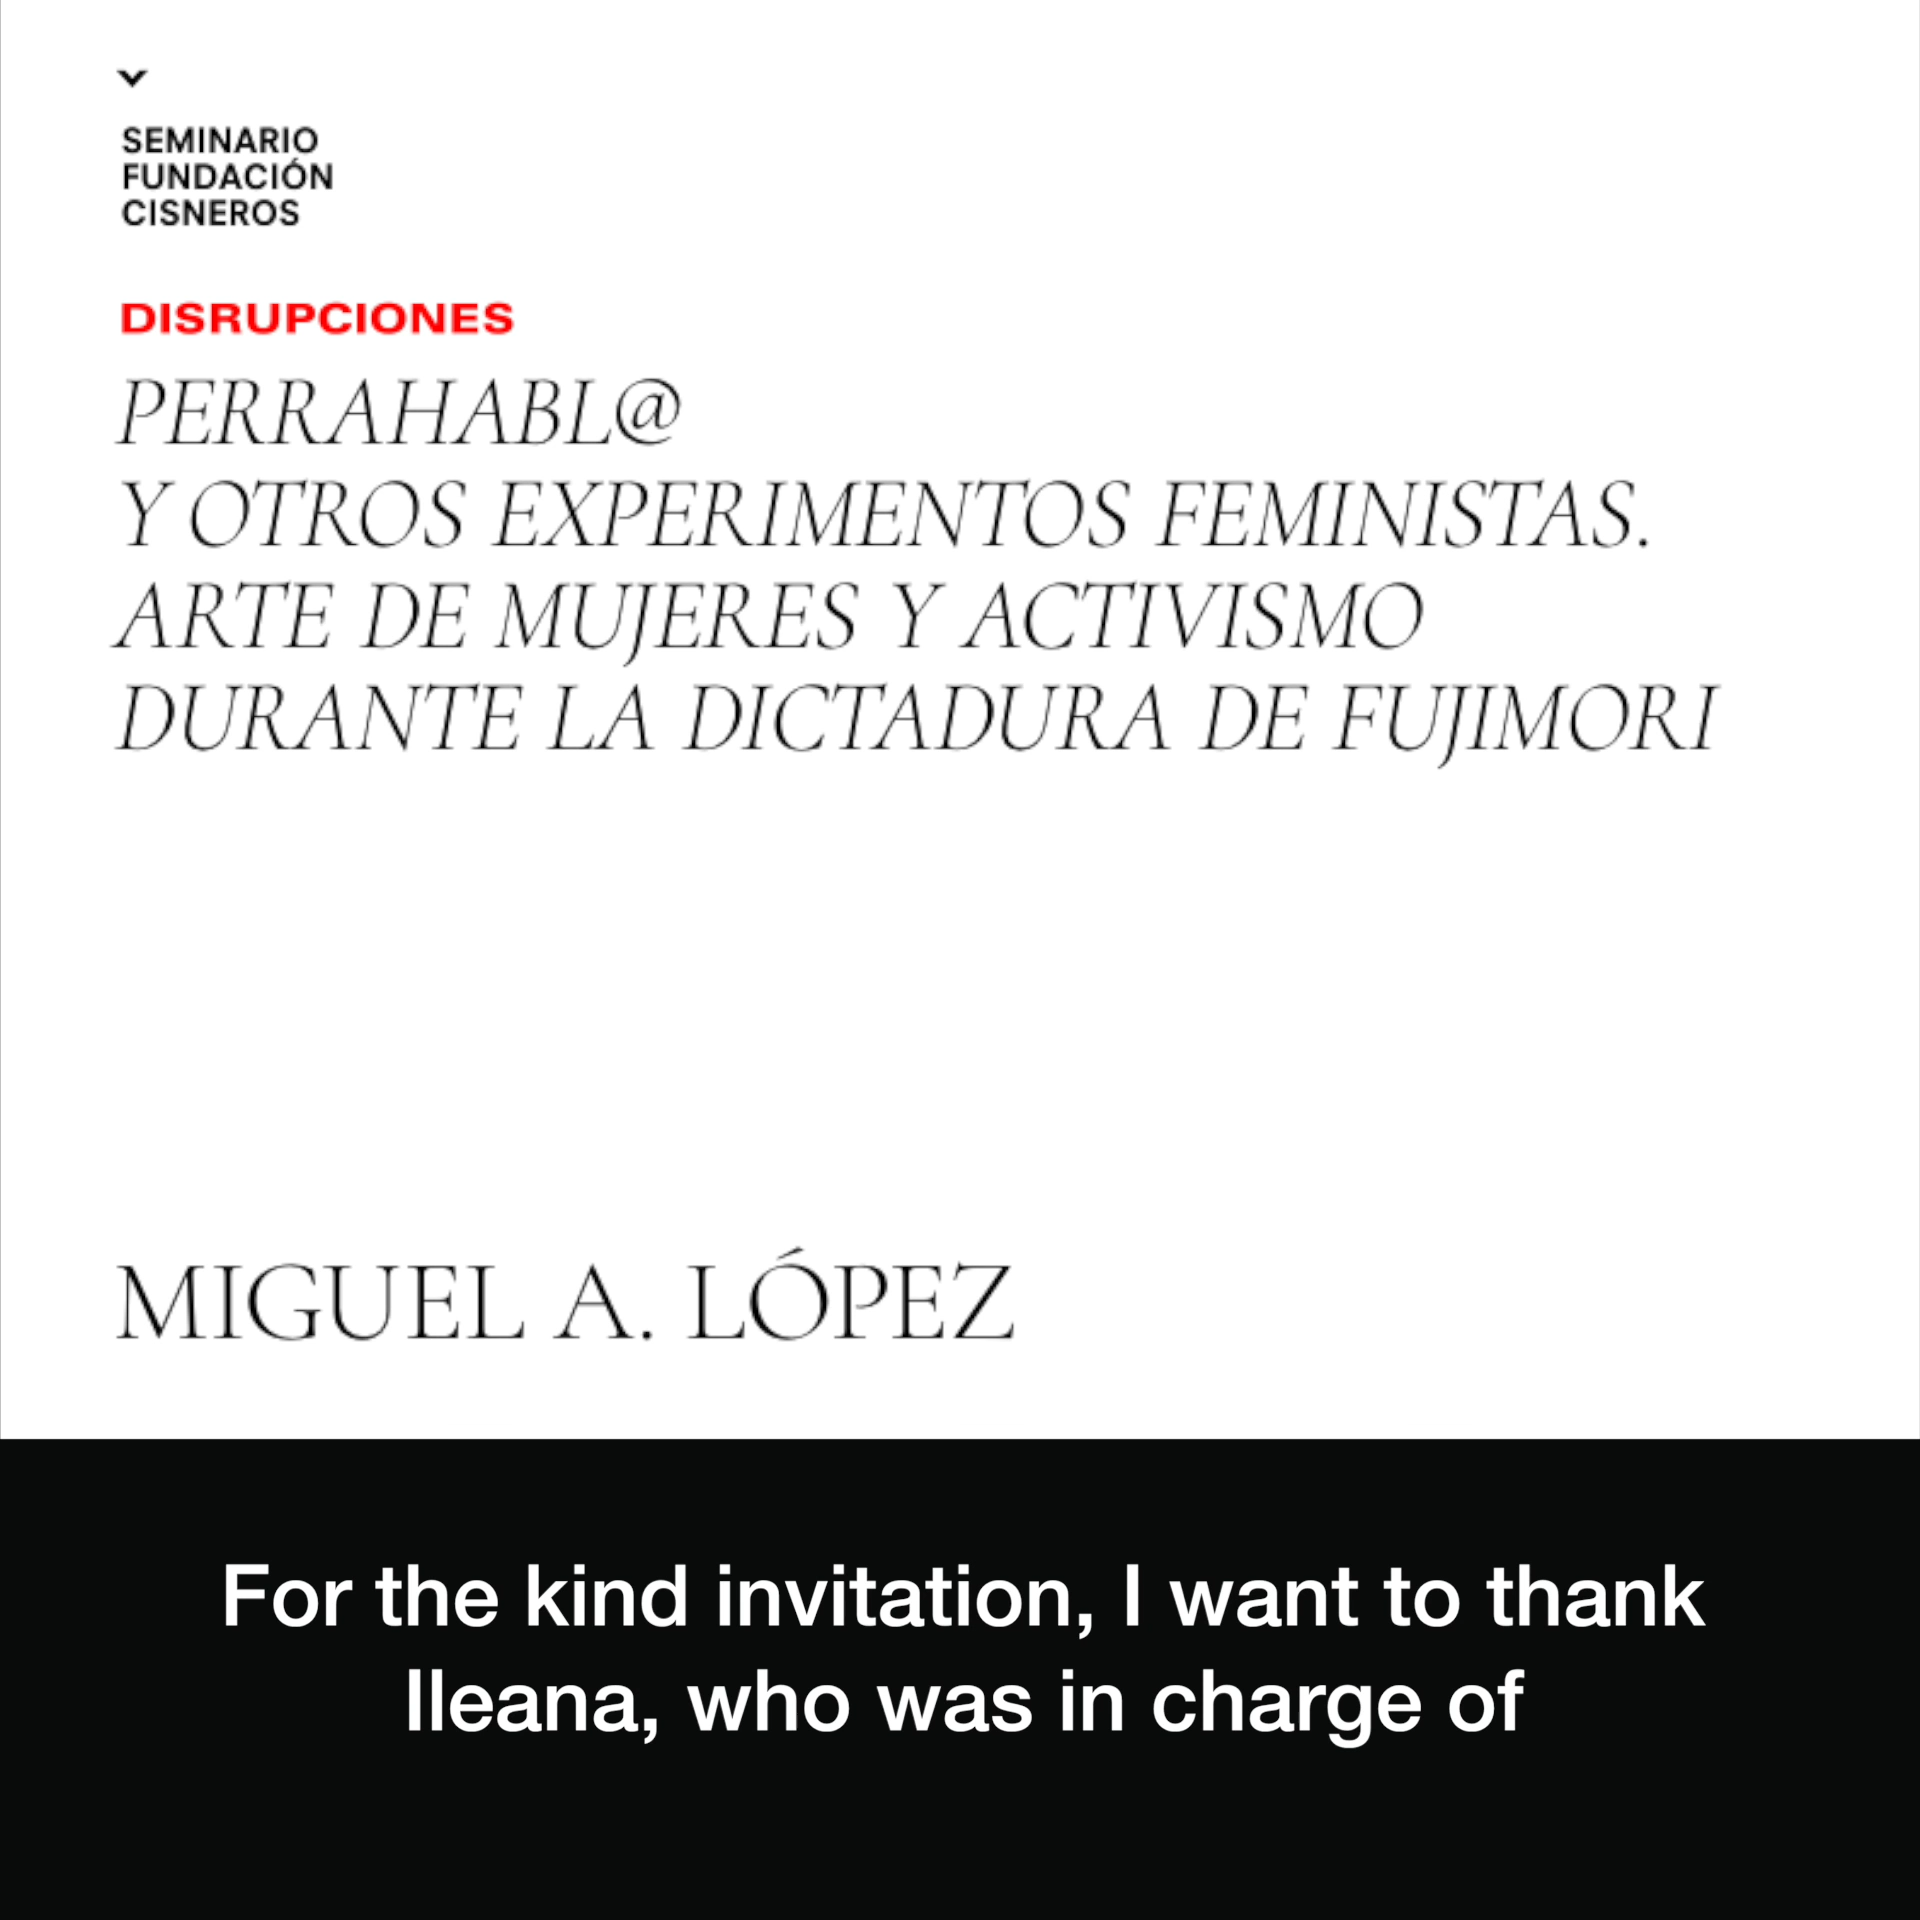 SEMINARIO
FUNDACIÓN
CISNEROS
DISRUPCIONES
PERRAHABL@
Y OTROS EXPERIMENTOS FEMINISTAS.
ARTE DE MUJERES Y ACTIVISMO
DURANTE LA DICTADURA DE FUJIMORI
MIGUEL A. LÓPEZ
For the kind invitation, I want to thank
Ileana, who was in charge of